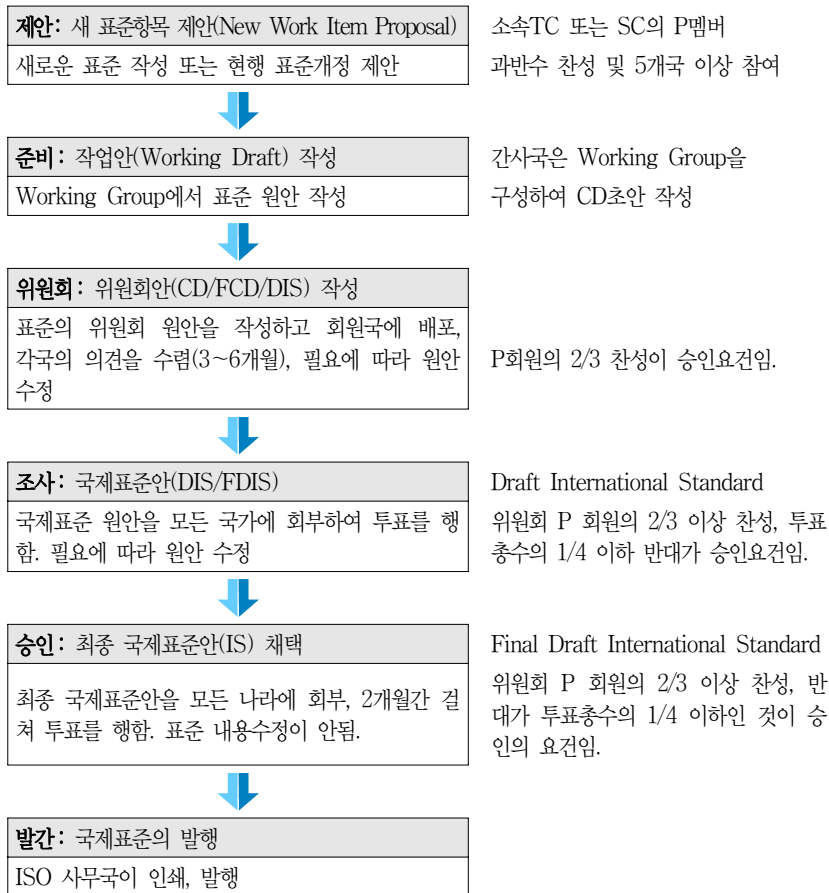 제안: 새 표준항목 제안(New Work Item Proposal)
새로운 표준 작성 또는 현행 표준개정 제안
소속TC 또는 SC의 P멤버
과반수 찬성 및 5개국 이상 참여
준비: 작업안(Working Draft) 작성
Working Group에서 표준 원안 작성
간사국은 Working Group을
구성하여 CD초안 작성
위원회: 위원회안(CD/FCD/DIS) 작성
표준의 위원회 원안을 작성하고 회원국에 배포,
각국의 의견을 수렴(3~6개월), 필요에 따라 원안
수정
P회원의 2/3 찬성이 승인요건임.
조사: 국제표준안(DIS/FDIS)
국제표준 원안을 모든 국가에 회부하여 투표를 행
함. 필요에 따라 원안 수정
Draft International Standard
위원회 P 회원의 2/3 이상 찬성, 투표
총수의 1/4 이하 반대가 승인요건임.
승인: 최종 국제표준안(IS) 채택
최종 국제표준안을 모든 나라에 회부, 2개월간 걸
쳐 투표를 행함. 표준 내용수정이 안됨.
Final Draft International Standard
위원회 P 회원의 2/3 이상 찬성, 반
대가 투표총수의 1/4 이하인 것이 승
인의 요건임.
발간: 국제표준의 발행
ISO 사무국이 인쇄, 발행